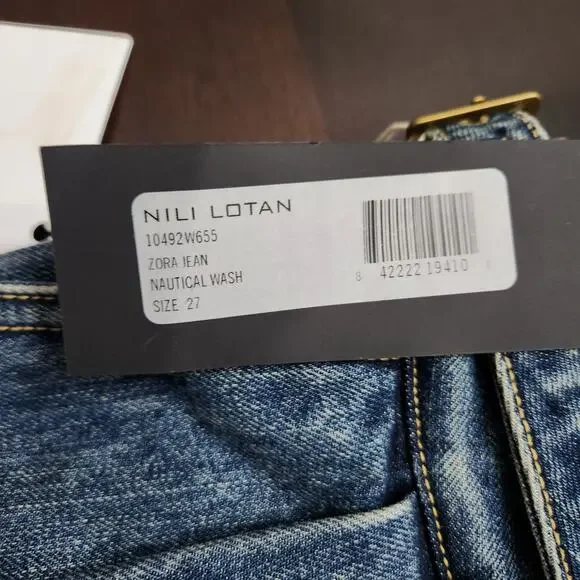 NILI LOTAN
10492W655
ZORA JEAN
NAUTICAL WASH
SIZE 27
8 42222 19410